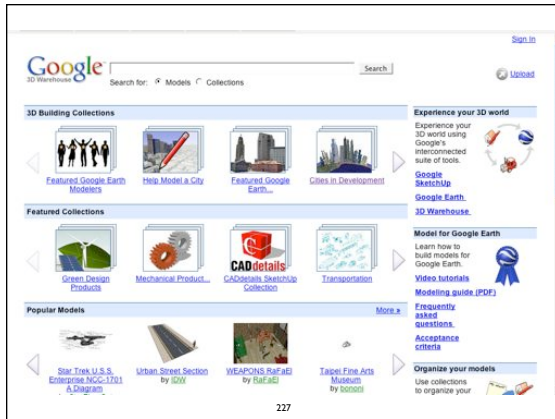 Sign In
Google
3D Warehouse
Search
Search for: Models Collections
Upload
3D Building Collections
Featured Google Earth Modelers
Help Model a City
Featured Google Earth...
Cities in Development
Featured Collections
Green Design Products
Mechanical Product...
CADdetails
CADdetails SketchUp Collection
Transportation
Popular Models
More »
Star Trek U.S.S. Enterprise NCC-1701 A Diagram
Urban Street Section
by IDW
WEAPONS RaFaEl
by RaFaEl
Taipei Fine Arts Museum
by bononi
Experience your 3D world
Experience your
3D world using
Google's
interconnected
suite of tools.
Google
SketchUp
Google Earth
3D Warehouse
Model for Google Earth
Learn how to
build models for
Google Earth.
Video tutorials
Modeling guide (PDF)
Frequently
asked
questions
Acceptance
criteria
Organize your models
Use collections
to organize your
227